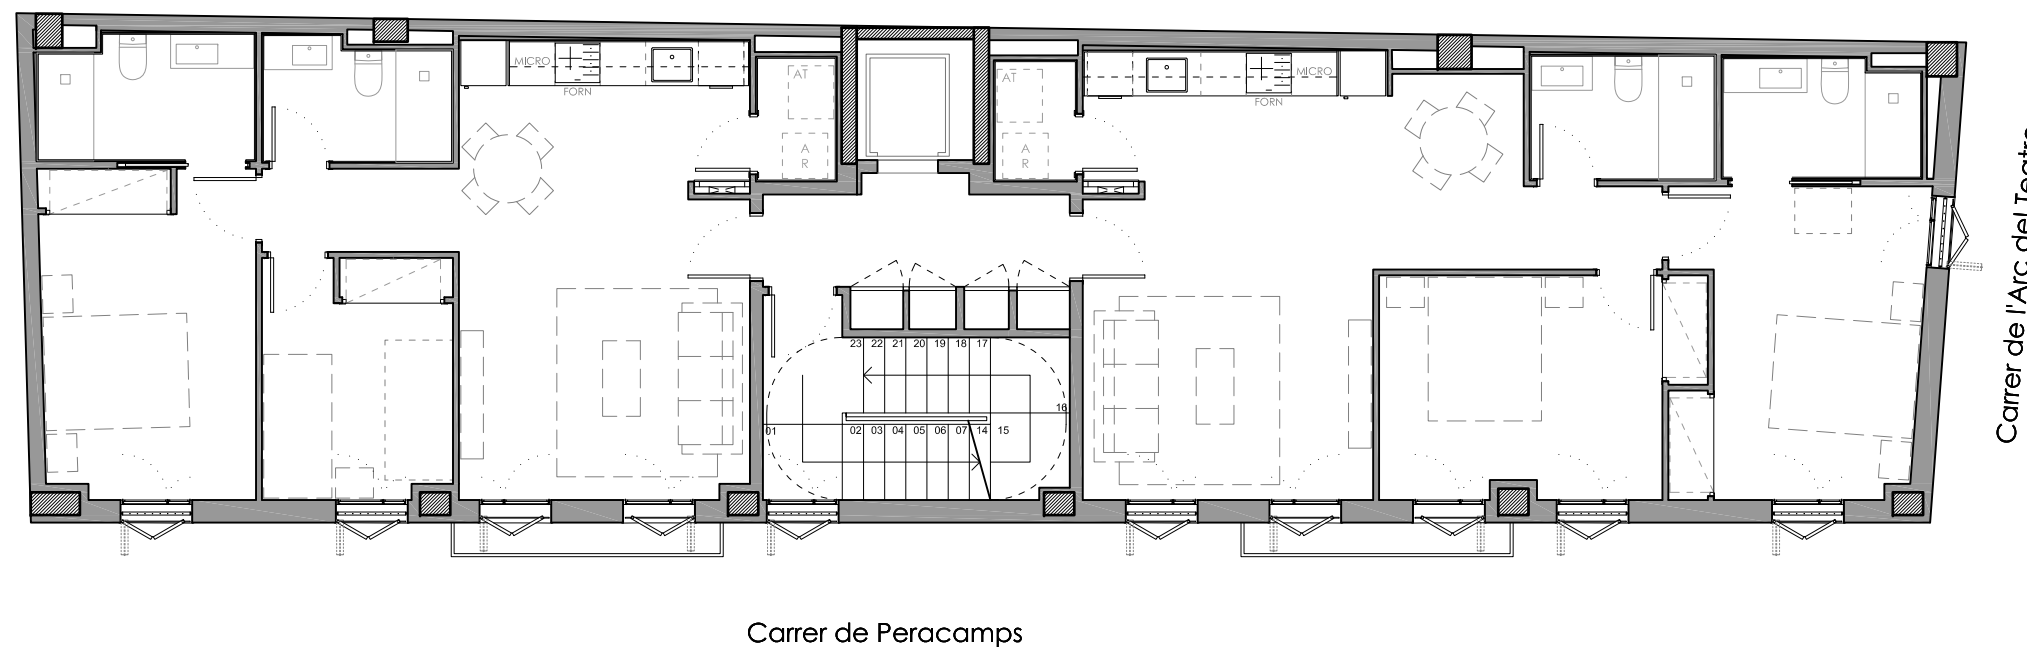 MICRO
FORN
AT
A
R
AT
A
R
MICRO
FORN
23 22 21 20 19 18 17
16
01
02 03 04 05 06 07 14 15
Carrer de l'Arc del Teatre
Carrer de Peracamps